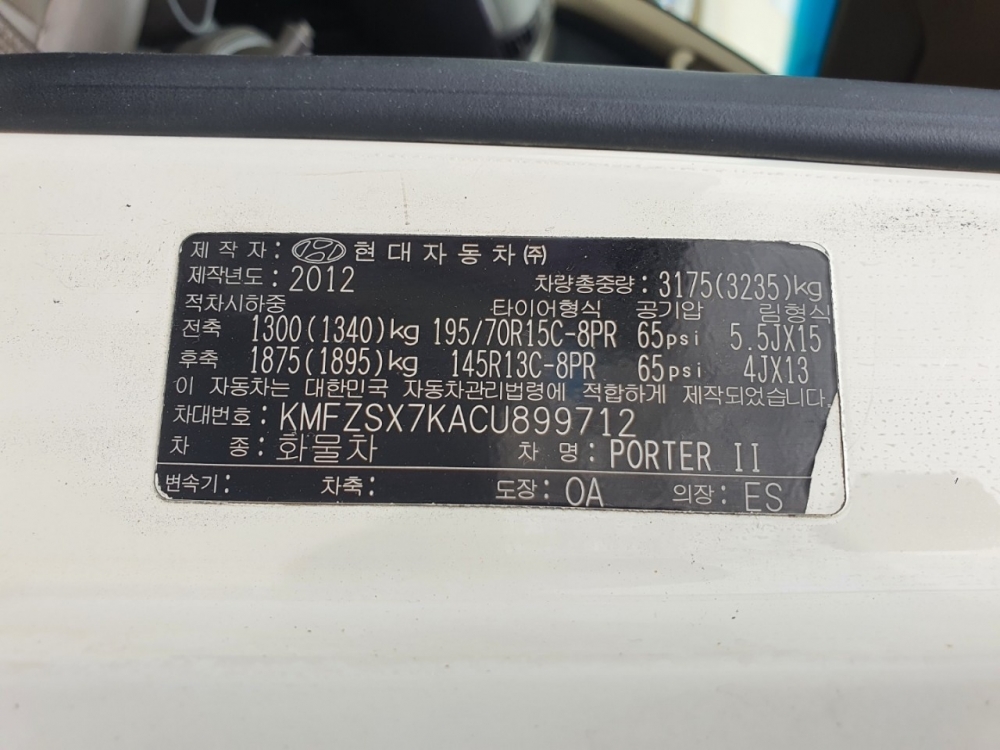 제 작 자 : 현대자동차㈜
제작년도 : 2012 차량총중량 : 3175(3235)kg
적차시하중 타이어형식 공기압 림형식
전축 1300(1340)kg 195/70R15C-8PR 65psi 5.5JX15
후축 1875(1895)kg 145R13C-8PR 65psi 4JX13
이 자동차는 대한민국 자동차관리법령에 적합하게 제작되었습니다.
차대번호 : KMFZSX7KACU899712
차 종 : 화물차 차 명 : PORTER II
변속기 : 차축 : 도장 : OA 의장 : ES